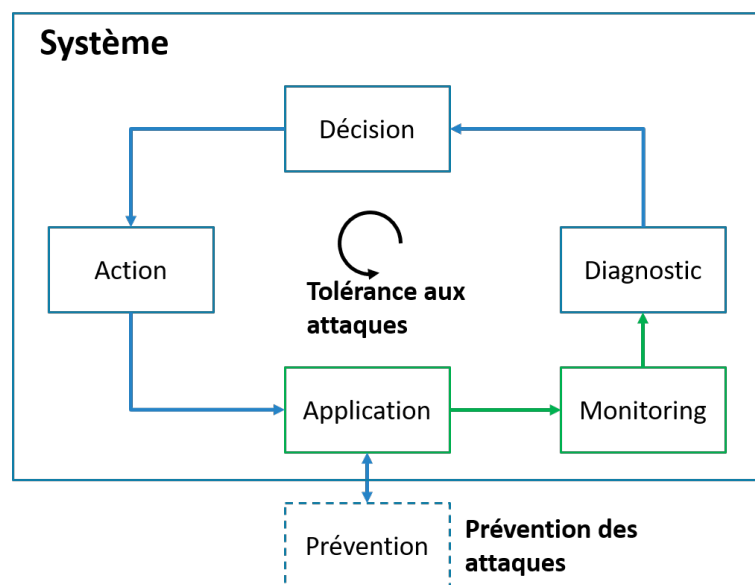 Système
Décision
Action
Diagnostic
Tolérance aux
attaques
Application
Monitoring
Prévention
Prévention des
attaques